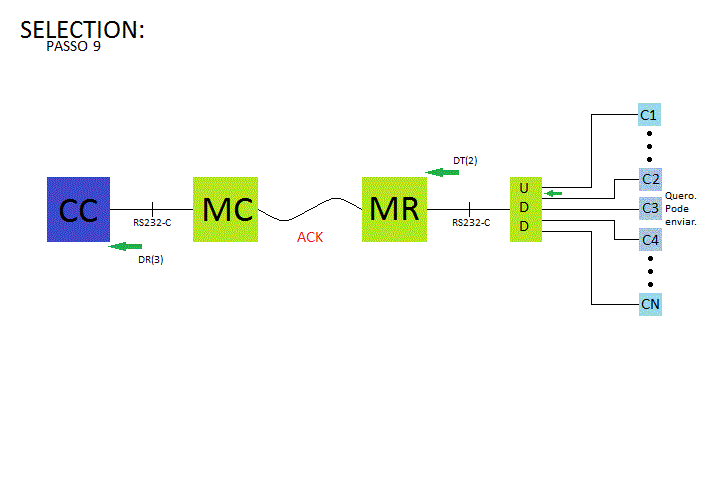 SELECTION:
PASSO 9
C1
DT(2)
C2
U
D
D
CC
MC
MR
C3
Quero.
Pode
enviar.
RS232-C
RS232-C
ACK
C4
DR(3)
CN